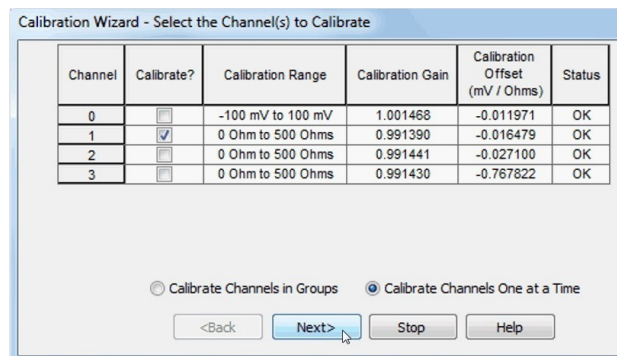 Calibration Wizard - Select the Channel(s) to Calibrate
Channel Calibrate? Calibration Range Calibration Gain Calibration Offset (mV / Ohms) Status
0 -100 mV to 100 mV 1.001468 -0.011971 OK
1 0 Ohm to 500 Ohms 0.991390 -0.016479 OK
2 0 Ohm to 500 Ohms 0.991441 -0.027100 OK
3 0 Ohm to 500 Ohms 0.991430 -0.767822 OK
Calibrate Channels in Groups Calibrate Channels One at a Time
<Back Next> Stop Help